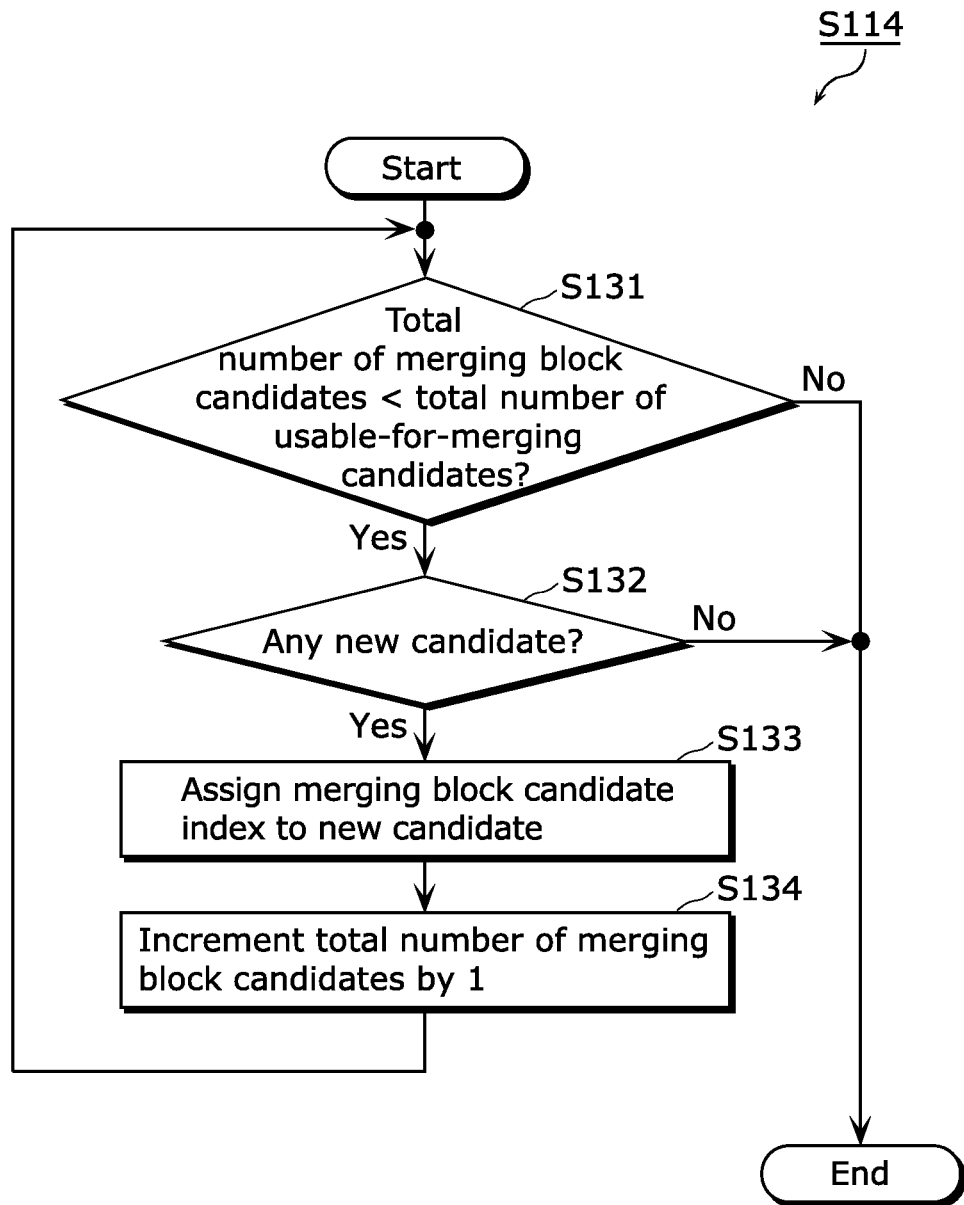 S114
Start
S131
Total
number of merging block
candidates < total number of
usable-for-merging
candidates?
No
Yes
S132
Any new candidate?
No
Yes
S133
Assign merging block candidate
index to new candidate
S134
Increment total number of merging
block candidates by 1
End